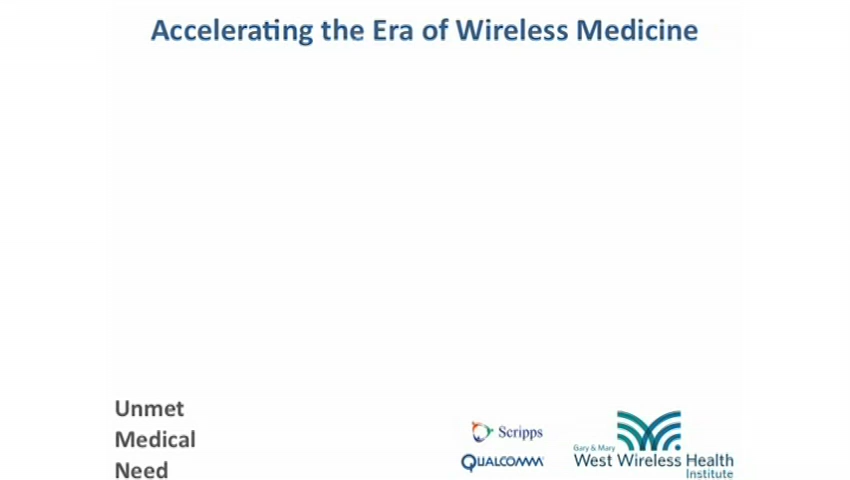 Accelerating the Era of Wireless Medicine
Unmet
Medical
Need
Scripps
QUALCOMM
Gary & Mary
West Wireless Health
Institute